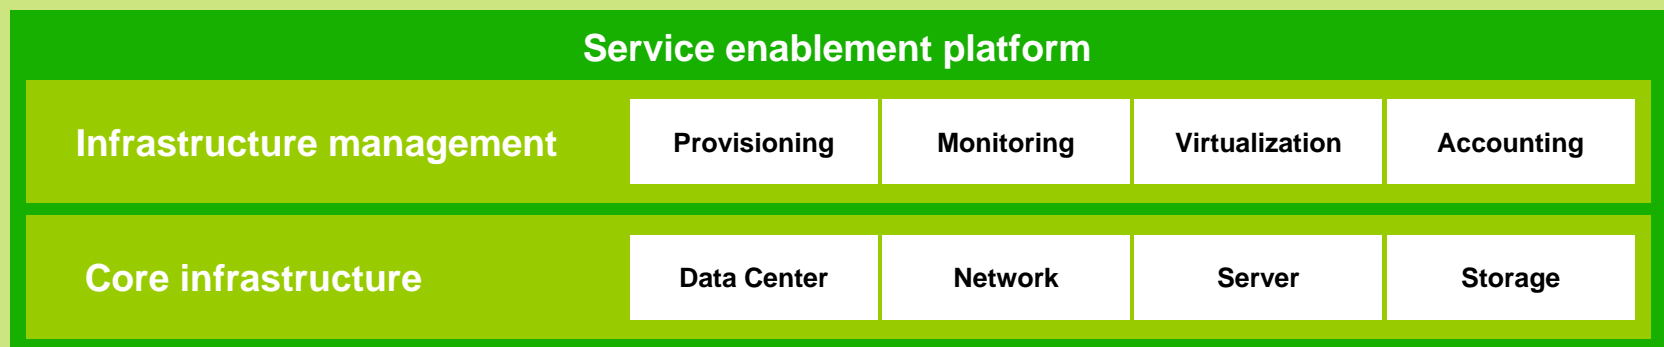 Service enablement platform
Infrastructure management
Provisioning
Monitoring
Virtualization
Accounting
Core infrastructure
Data Center
Network
Server
Storage